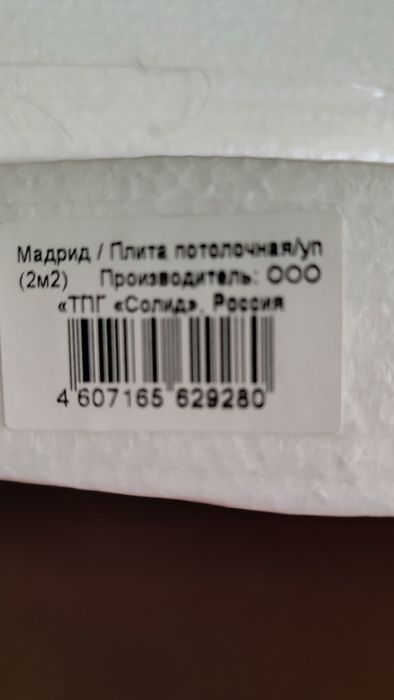 Мадрид / Плита потолочная/уп
(2м2) Производитель: ООО
«ТПГ «Солид», Россия
4 607165 629280